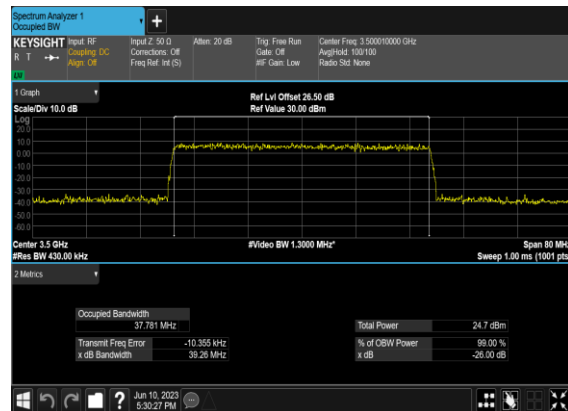 Spectrum Analyzer 1
Occupied BW
+
KEYSIGHT Input: RF Input Z: 50 Ω Atten: 20 dB Trig: Free Run Center Freq: 3.500010000 GHz
R T Coupling: DC Corrections: Off Gate: Off Avg|Hold: 100/100
Align: Off Freq Ref: Int (S) #IF Gain: Low Radio Std: None
1 Graph
Ref Lvl Offset 26.50 dB
Scale/Div 10.0 dB Ref Value 30.00 dBm
Log
20.0
10.0
0.00
-10.0
-20.0
-30.0
-40.0
-50.0
-60.0
Center 3.5 GHz #Video BW 1.3000 MHz* Span 80 MHz
#Res BW 430.00 kHz Sweep 1.00 ms (1001 pts
2 Metrics
Occupied Bandwidth
37.781 MHz Total Power 24.7 dBm
Transmit Freq Error -10.355 kHz % of OBW Power 99.00 %
x dB Bandwidth 39.26 MHz x dB -26.00 dB
? Jun 10, 2023
5:30:27 PM